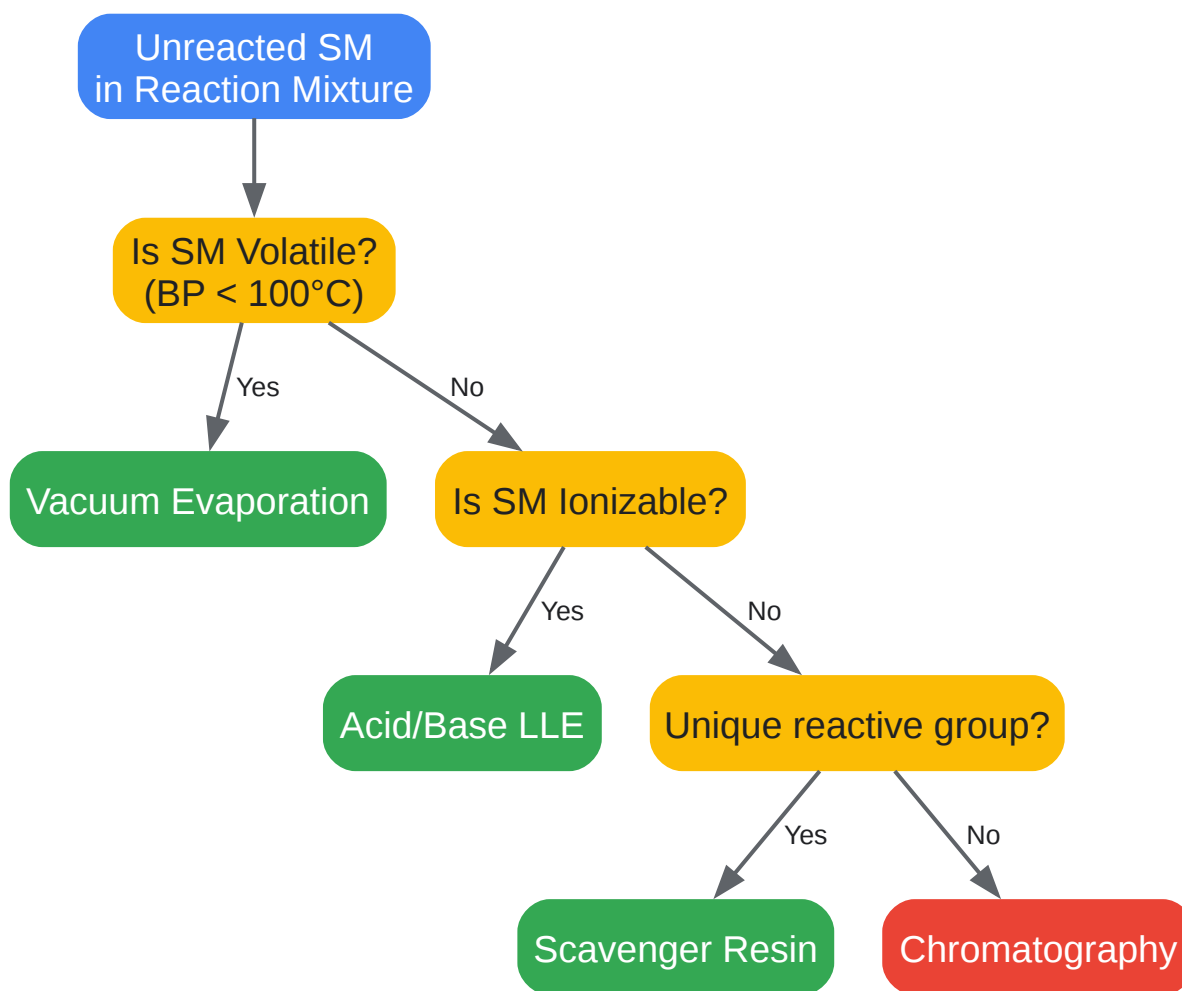 Unreacted SM
in Reaction Mixture
Is SM Volatile?
(BP < 100°C)
Yes
No
Vacuum Evaporation
Is SM Ionizable?
Yes
No
Acid/Base LLE
Unique reactive group?
Yes
No
Scavenger Resin
Chromatography